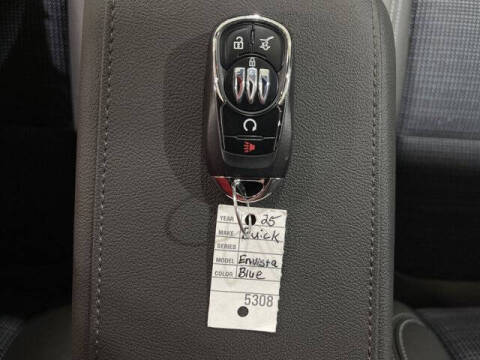 YEAR 25
MAKE Buick
SERIES
MODEL Envista
COLOR Blue
5308